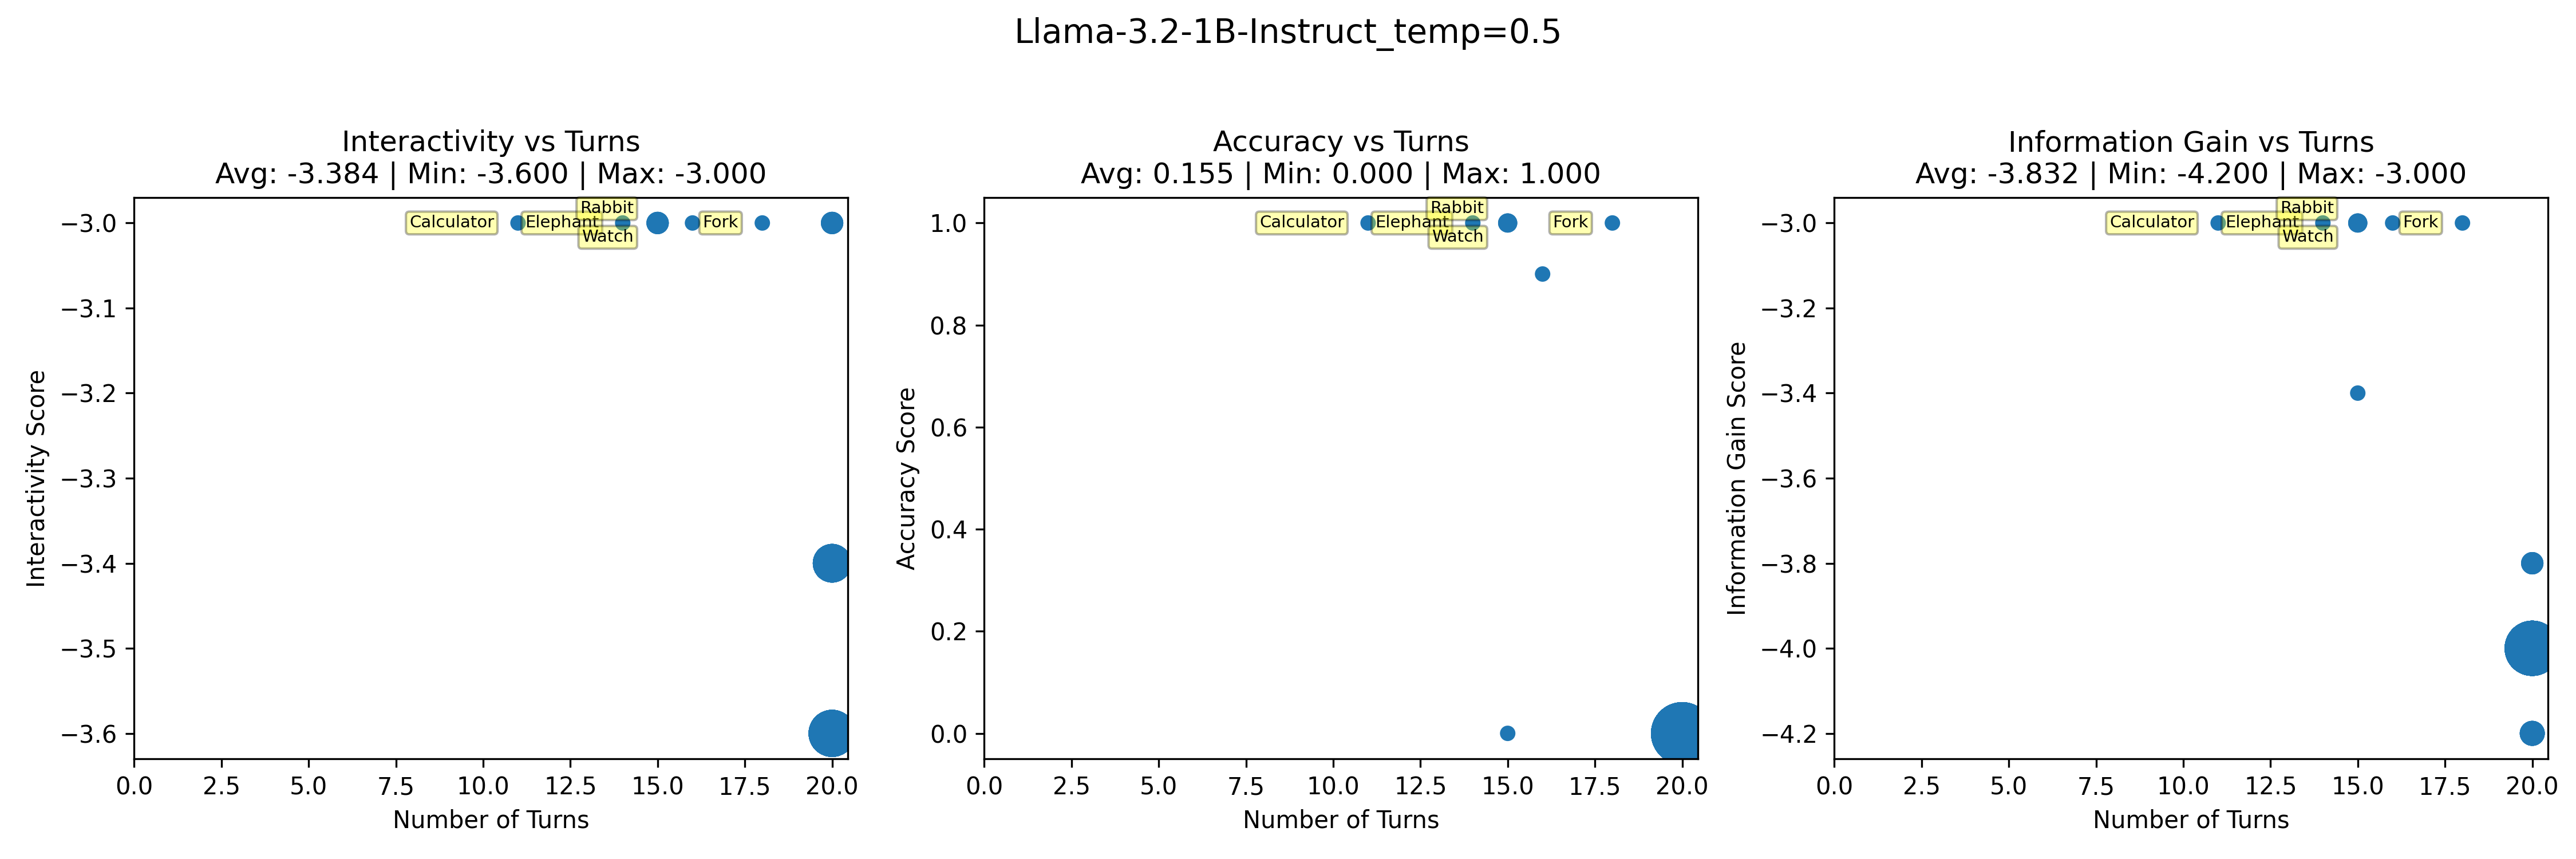 Llama-3.2-1B-Instruct_temp=0.5
Interactivity vs Turns
Avg: -3.384 | Min: -3.600 | Max: -3.000
Interactivity Score
−3.0
−3.1
−3.2
−3.3
−3.4
−3.5
−3.6
Calculator
Elephant
Rabbit
Watch
Fork
0.0 2.5 5.0 7.5 10.0 12.5 15.0 17.5 20.0
Number of Turns
Accuracy vs Turns
Avg: 0.155 | Min: 0.000 | Max: 1.000
Accuracy Score
1.0
0.8
0.6
0.4
0.2
0.0
Calculator
Elephant
Rabbit
Watch
Fork
0.0 2.5 5.0 7.5 10.0 12.5 15.0 17.5 20.0
Number of Turns
Information Gain vs Turns
Avg: -3.832 | Min: -4.200 | Max: -3.000
Information Gain Score
−3.0
−3.2
−3.4
−3.6
−3.8
−4.0
−4.2
Calculator
Elephant
Rabbit
Watch
Fork
0.0 2.5 5.0 7.5 10.0 12.5 15.0 17.5 20.0
Number of Turns